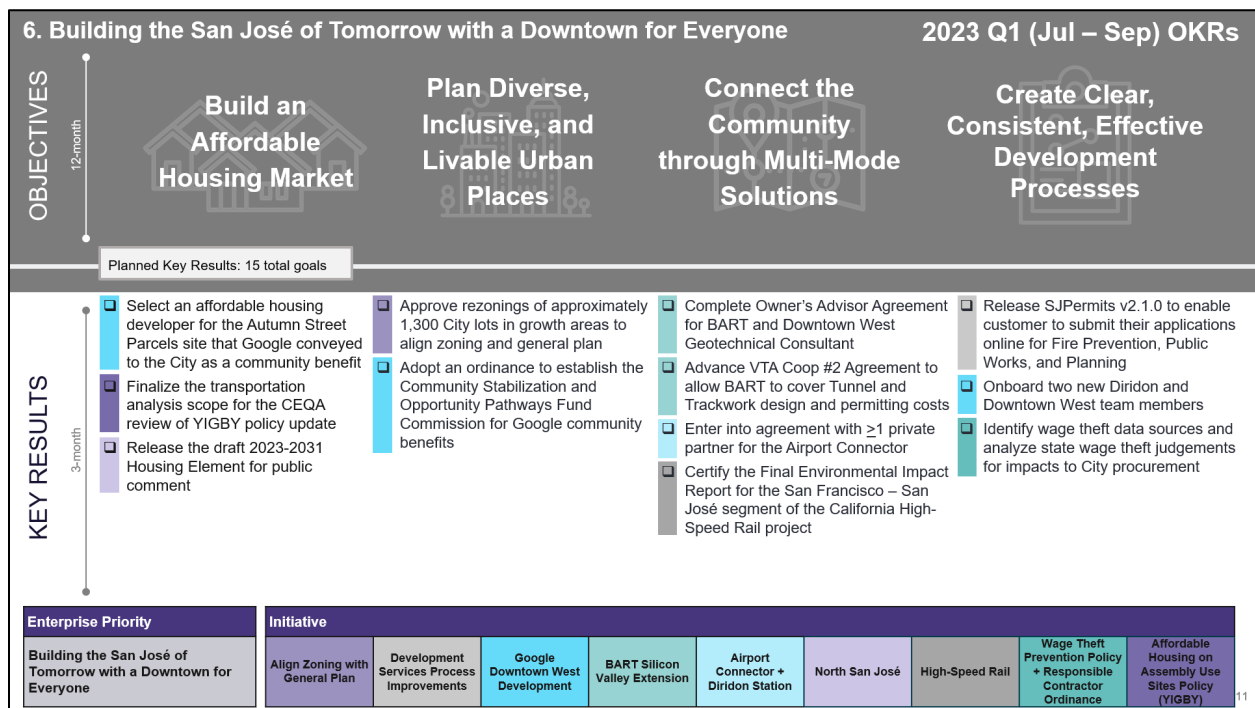 6. Building the San José of Tomorrow with a Downtown for Everyone
2023 Q1 (Jul – Sep) OKRs
OBJECTIVES
12-month
Build an
Affordable
Housing Market
Plan Diverse,
Inclusive, and
Livable Urban
Places
Connect the
Community
through Multi-Mode
Solutions
Create Clear,
Consistent, Effective
Development
Processes
Planned Key Results: 15 total goals
KEY RESULTS
3-month
❑ Select an affordable housing
developer for the Autumn Street
Parcels site that Google conveyed
to the City as a community benefit
❑ Finalize the transportation
analysis scope for the CEQA
review of YIGBY policy update
❑ Release the draft 2023-2031
Housing Element for public
comment
❑ Approve rezonings of approximately
1,300 City lots in growth areas to
align zoning and general plan
❑ Adopt an ordinance to establish the
Community Stabilization and
Opportunity Pathways Fund
Commission for Google community
benefits
❑ Complete Owner’s Advisor Agreement
for BART and Downtown West
Geotechnical Consultant
❑ Advance VTA Coop #2 Agreement to
allow BART to cover Tunnel and
Trackwork design and permitting costs
❑ Enter into agreement with >1 private
partner for the Airport Connector
❑ Certify the Final Environmental Impact
Report for the San Francisco – San
José segment of the California High-
Speed Rail project
❑ Release SJPermits v2.1.0 to enable
customer to submit their applications
online for Fire Prevention, Public
Works, and Planning
❑ Onboard two new Diridon and
Downtown West team members
❑ Identify wage theft data sources and
analyze state wage theft judgements
for impacts to City procurement
Enterprise Priority
Initiative
Building the San José of
Tomorrow with a Downtown for
Everyone
Align Zoning with
General Plan
Development
Services Process
Improvements
Google
Downtown West
Development
BART Silicon
Valley Extension
Airport
Connector +
Diridon Station
North San José
High-Speed Rail
Wage Theft
Prevention Policy
+ Responsible
Contractor
Ordinance
Affordable
Housing on
Assembly Use
Sites Policy
(YIGBY)
11